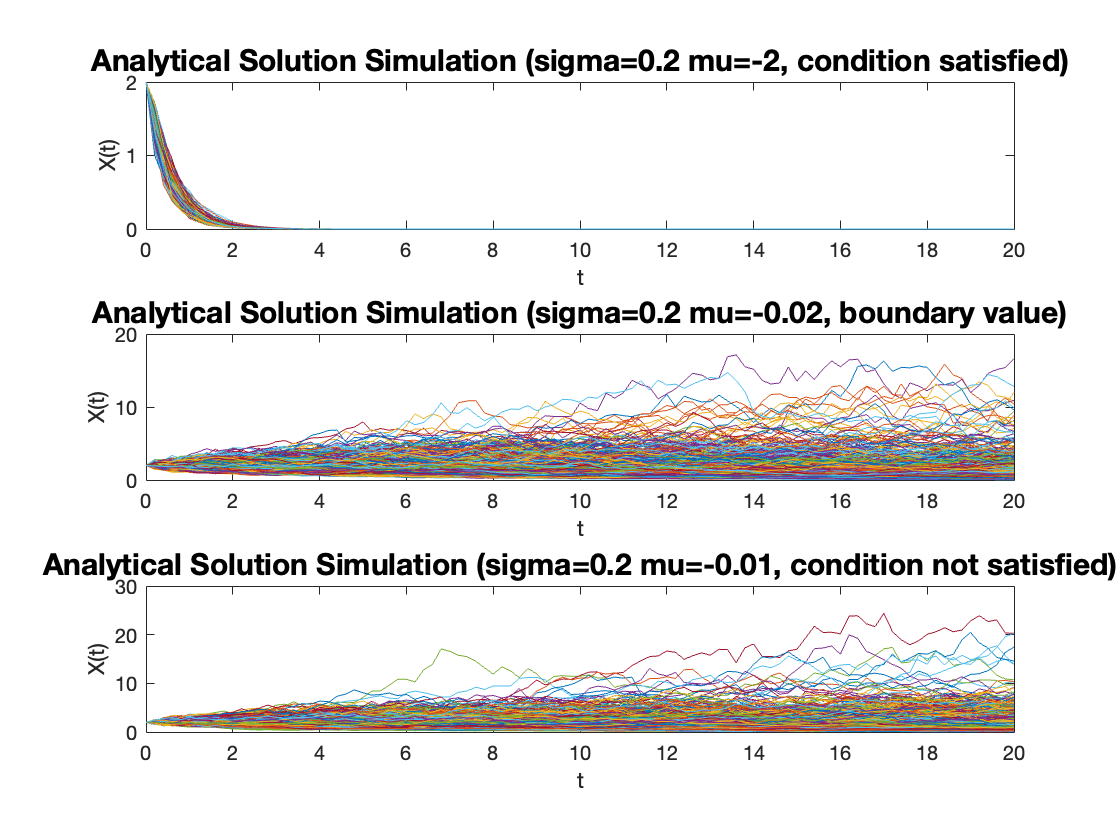 Analytical Solution Simulation (sigma=0.2 mu=-2, condition satisfied)
2
1
0
X(t)
0 2 4 6 8 10 12 14 16 18 20
t
Analytical Solution Simulation (sigma=0.2 mu=-0.02, boundary value)
20
10
0
X(t)
0 2 4 6 8 10 12 14 16 18 20
t
Analytical Solution Simulation (sigma=0.2 mu=-0.01, condition not satisfied)
30
20
10
0
X(t)
0 2 4 6 8 10 12 14 16 18 20
t